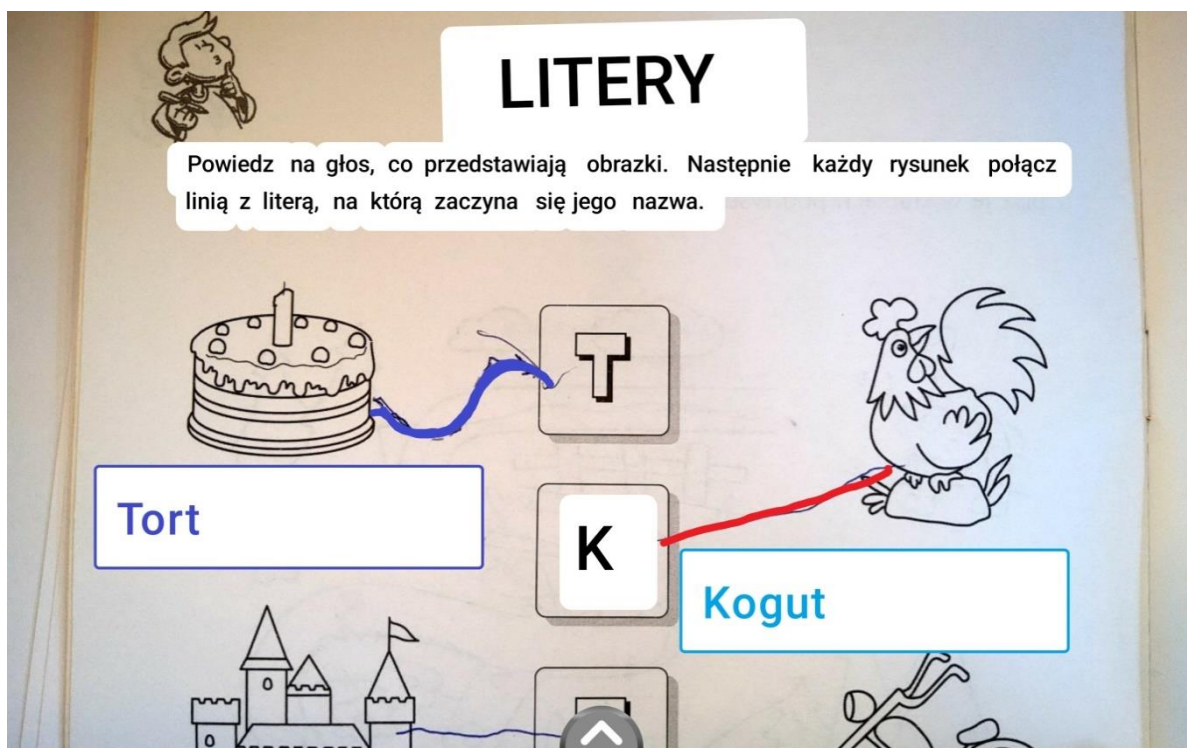 LITERY
Powiedz na głos, co przedstawiają obrazki. Następnie każdy rysunek połącz
linią z literą, na którą zaczyna się jego nazwa.
T
Tort
K
Kogut